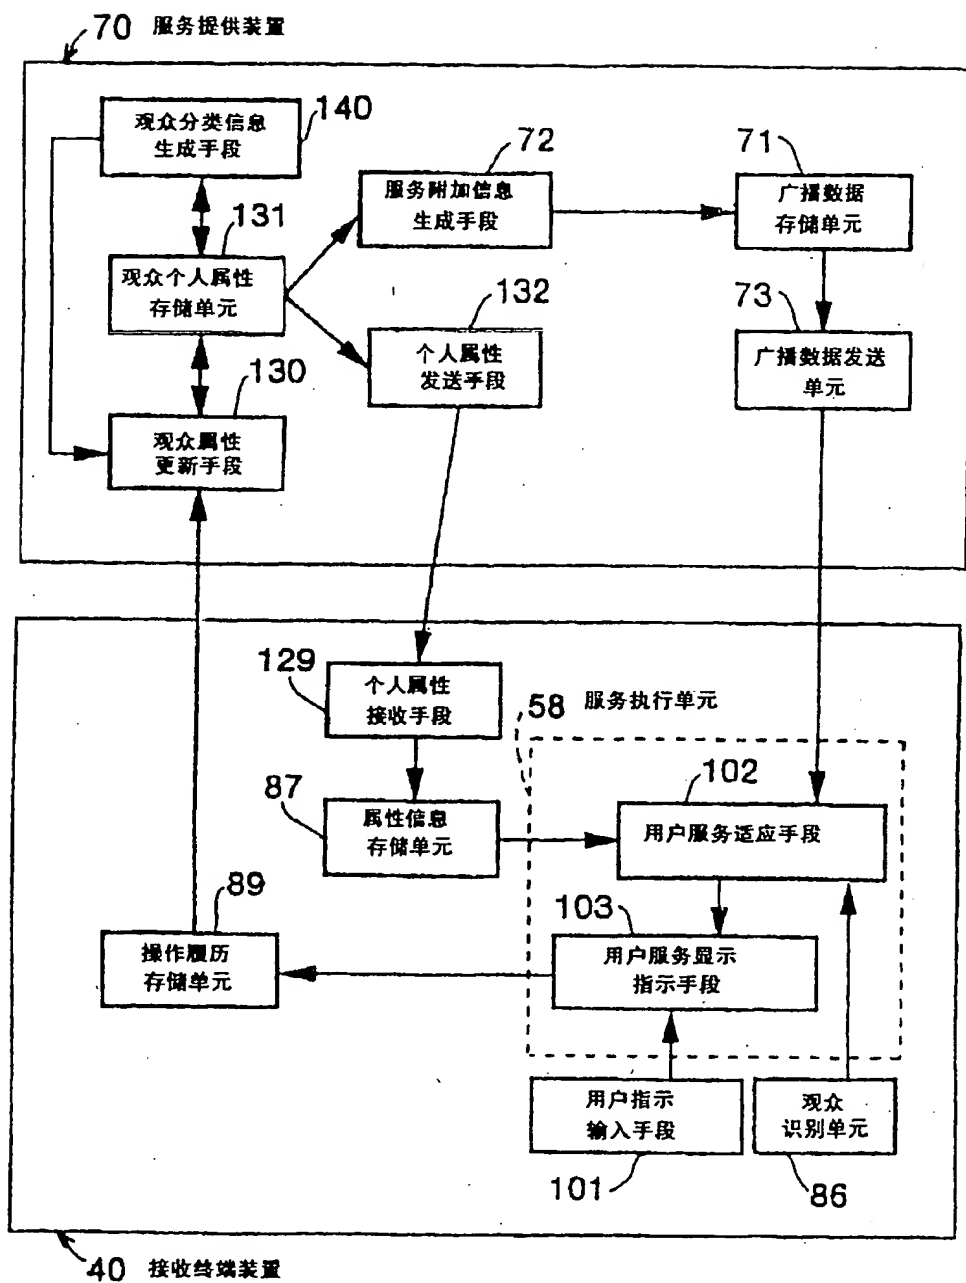 70 服务提供装置
观众分类信息
生成手段
140
72
服务附加信息
生成手段
71
广播数据
存储单元
131
观众个人属性
存储单元
132
个人属性
发送手段
73
广播数据发送
单元
130
观众属性
更新手段
129
个人属性
接收手段
58 服务执行单元
87
属性信息
存储单元
102
用户服务适应手段
89
操作履历
存储单元
103
用户服务显示
指示手段
用户指示
输入手段
101
观众
识别单元
86
40 接收终端装置